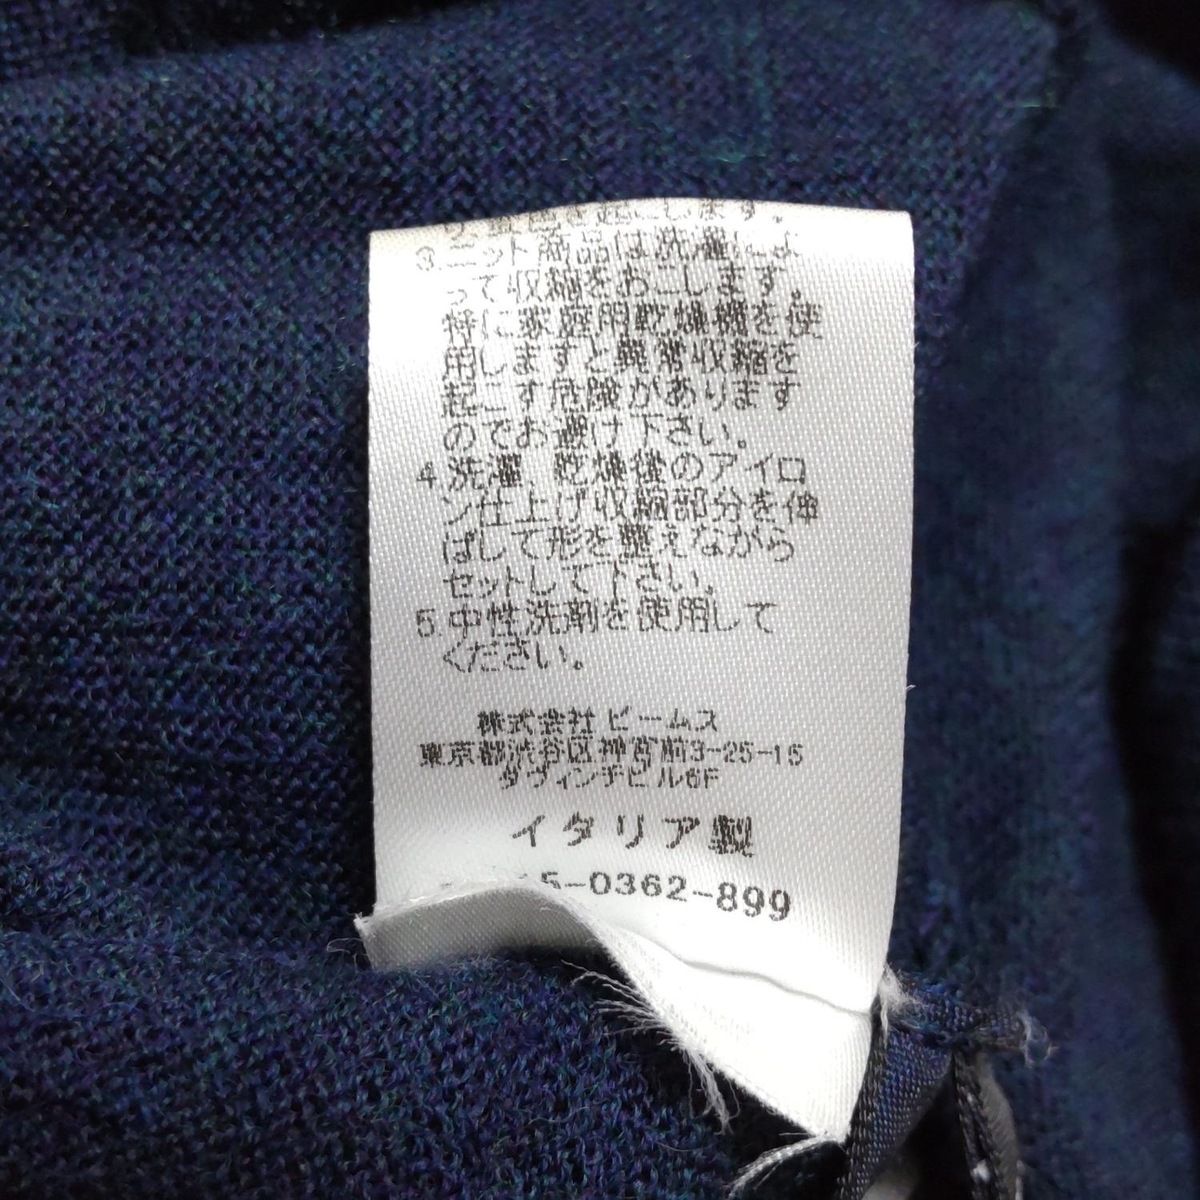 を起こします。
3.ニット商品は洗濯によ
って収縮をおこします。
特に家庭用乾燥機を使
用しますと異常収縮を
起こす危険があります
のでお避け下さい。
4.洗濯 乾燥後のアイロ
ン仕上げ収縮部分を伸
ばして形を整えながら
セットして下さい。
5.中性洗剤を使用して
ください。
株式会社 ビームス
東京都渋谷区神宮前3-25-15
ダヴィンチビル6F
イタリア製
5-0362-899